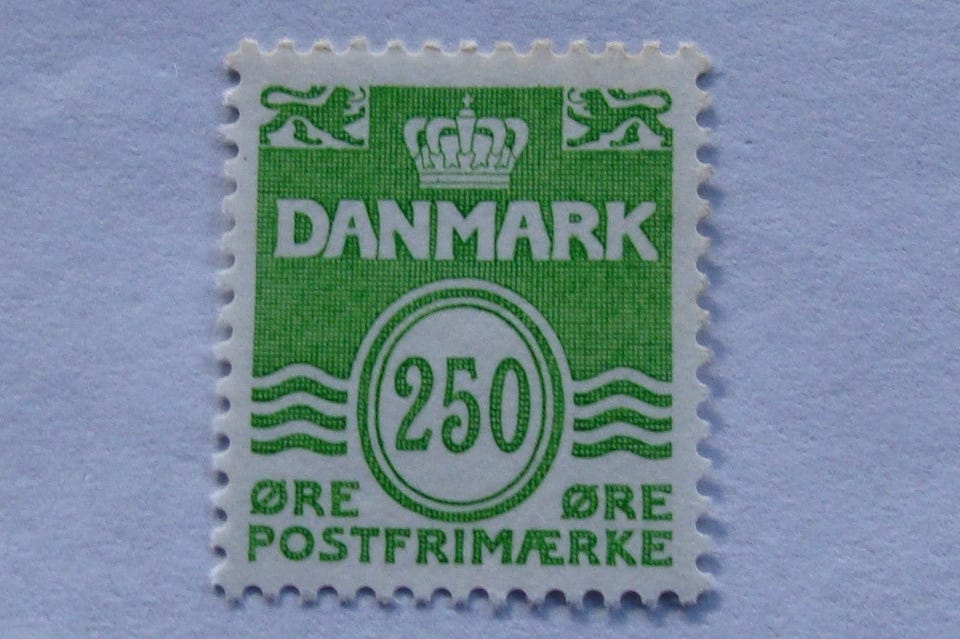 DANMARK
250
ØRE ØRE
POSTFRIMÆRKE